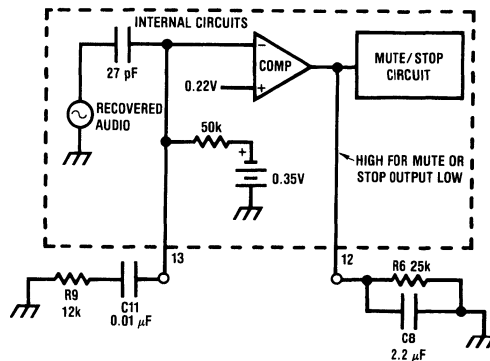 INTERNAL CIRCUITS
27 pF
−
COMP
+
0.22V
MUTE/STOP
CIRCUIT
RECOVERED
AUDIO
50k
+
0.35V
HIGH FOR MUTE OR
STOP OUTPUT LOW
13
12
R9
12k
C11
0.01 μF
R6 25k
C8
2.2 μF